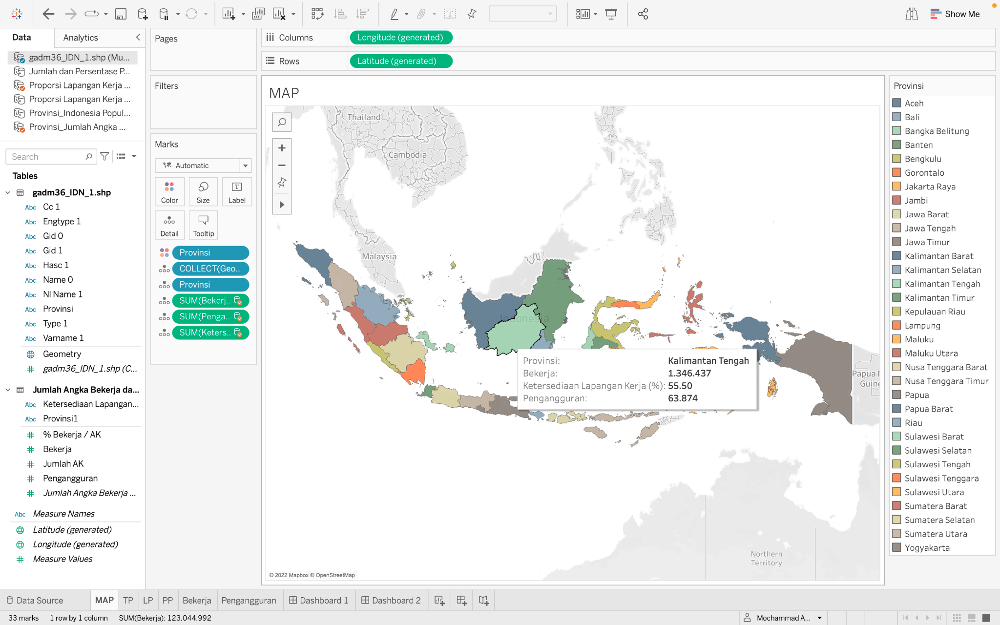 Show Me
Data
Analytics
gadm36_IDN_1.shp (Mu...
Jumlah dan Persentase P...
Proporsi Lapangan Kerja ...
Proporsi Lapangan Kerja ...
Provinsi_Indonesia Popul...
Provinsi_Jumlah Angka ...
Search
Tables
gadm36_IDN_1.shp
Abc Cc 1
Abc Engtype 1
Abc Gid 0
Abc Gid 1
Abc Hasc 1
Abc Name 0
Abc Nl Name 1
Abc Provinsi
Abc Type 1
Abc Varname 1
Geometry
gadm36_IDN_1.shp (C...
Jumlah Angka Bekerja da...
Abc Ketersediaan Lapangan...
Abc Provinsi1
% Bekerja / AK
Bekerja
Jumlah AK
Pengangguran
Jumlah Angka Bekerja ...
Abc Measure Names
Latitude (generated)
Longitude (generated)
Measure Values
Pages
Filters
Marks
Automatic
Color
Size
Label
Detail
Tooltip
Provinsi
COLLECT(Geo..
Provinsi
SUM(Bekerj..
SUM(Penga..
SUM(Keters..
Columns
Longitude (generated)
Rows
Latitude (generated)
MAP
Thailand
Cambodia
Malaysia
Indonesia
Papua N
Guine
Northern
Territory
Provinsi: Kalimantan Tengah
Bekerja: 1.346.437
Ketersediaan Lapangan Kerja (%): 55.50
Pengangguran: 63.874
© 2022 Mapbox © OpenStreetMap
Provinsi
Aceh
Bali
Bangka Belitung
Banten
Bengkulu
Gorontalo
Jakarta Raya
Jambi
Jawa Barat
Jawa Tengah
Jawa Timur
Kalimantan Barat
Kalimantan Selatan
Kalimantan Tengah
Kalimantan Timur
Kepulauan Riau
Lampung
Maluku
Maluku Utara
Nusa Tenggara Barat
Nusa Tenggara Timur
Papua
Papua Barat
Riau
Sulawesi Barat
Sulawesi Selatan
Sulawesi Tengah
Sulawesi Tenggara
Sulawesi Utara
Sumatera Barat
Sumatera Selatan
Sumatera Utara
Yogyakarta
Data Source
MAP
TP
LP
PP
Bekerja
Pengangguran
Dashboard 1
Dashboard 2
33 marks
1 row by 1 column
SUM(Bekerja): 123,044,992
Mochammad A...